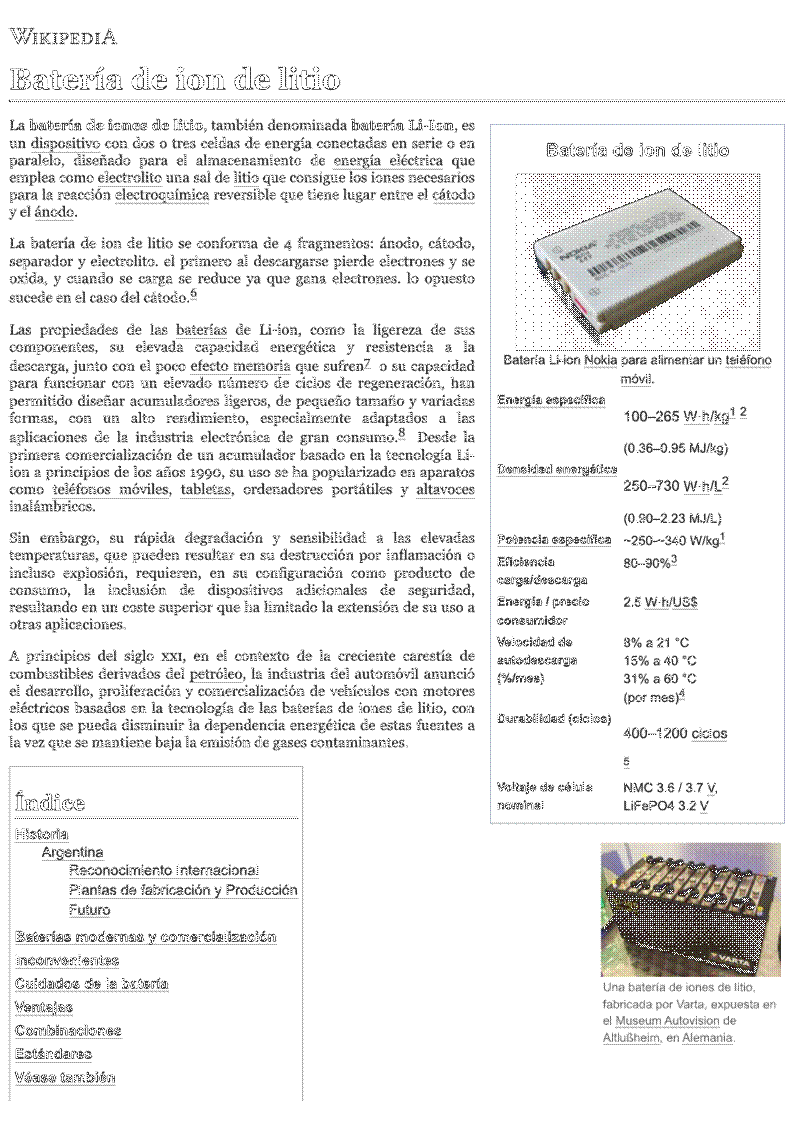 WIKIPEDIA
Batería de ion de litio
La batería de iones de litio, también denominada batería Li-Ion, es
un dispositivo con dos o tres celdas de energía conectadas en serie o en
paralelo, diseñado para el almacenamiento de energía eléctrica que
emplea como electrolito una sal de litio que consigue los iones necesarios
para la reacción electroquímica reversible que tiene lugar entre el cátodo
y el ánodo.
La batería de ion de litio se conforma de 4 fragmentos: ánodo, cátodo,
separador y electrolito. el primero al descargarse pierde electrones y se
oxida, y cuando se carga se reduce ya que gana electrones. lo opuesto
sucede en el caso del cátodo.6
Las propiedades de las baterías de Li-ion, como la ligereza de sus
componentes, su elevada capacidad energética y resistencia a la
descarga, junto con el poco efecto memoria que sufren7 o su capacidad
para funcionar con un elevado número de ciclos de regeneración, han
permitido diseñar acumuladores ligeros, de pequeño tamaño y variadas
formas, con un alto rendimiento, especialmente adaptados a las
aplicaciones de la industria electrónica de gran consumo.8 Desde la
primera comercialización de un acumulador basado en la tecnología Li-
ion a principios de los años 1990, su uso se ha popularizado en aparatos
como teléfonos móviles, tabletas, ordenadores portátiles y altavoces
inalámbricos.
Sin embargo, su rápida degradación y sensibilidad a las elevadas
temperaturas, que pueden resultar en su destrucción por inflamación o
incluso explosión, requieren, en su configuración como producto de
consumo, la inclusión de dispositivos adicionales de seguridad,
resultando en un coste superior que ha limitado la extensión de su uso a
otras aplicaciones.
A principios del siglo XXI, en el contexto de la creciente carestía de
combustibles derivados del petróleo, la industria del automóvil anunció
el desarrollo, proliferación y comercialización de vehículos con motores
eléctricos basados en la tecnología de las baterías de iones de litio, con
los que se pueda disminuir la dependencia energética de estas fuentes a
la vez que se mantiene baja la emisión de gases contaminantes.
Batería de ion de litio
NOKIA
Batería Li-ion Nokia para alimentar un teléfono
móvil.
Energía específica
100–265 W·h/kg1 2
(0.36–0.95 MJ/kg)
Densidad energética
250–730 W·h/L2
(0.90–2.23 MJ/L)
Potencia específica ~250–~340 W/kg1
Eficiencia 80–90%3
carga/descarga
Energía / precio 2.5 W·h/US$
consumidor
Velocidad de 8% a 21 °C
autodescarga 15% a 40 °C
(%/mes) 31% a 60 °C
(por mes)4
Durabilidad (ciclos)
400–1200 ciclos
5
Voltaje de célula NMC 3.6 / 3.7 V,
nominal LiFePO4 3.2 V
Índice
Historia
Argentina
Reconocimiento Internacional
Plantas de fabricación y Producción
Futuro
Baterías modernas y comercialización
Inconvenientes
Cuidados de la batería
Ventajas
Combinaciones
Estándares
Véase también
VARTA
Una batería de iones de litio,
fabricada por Varta, expuesta en
el Museum Autovision de
Altlußheim, en Alemania.